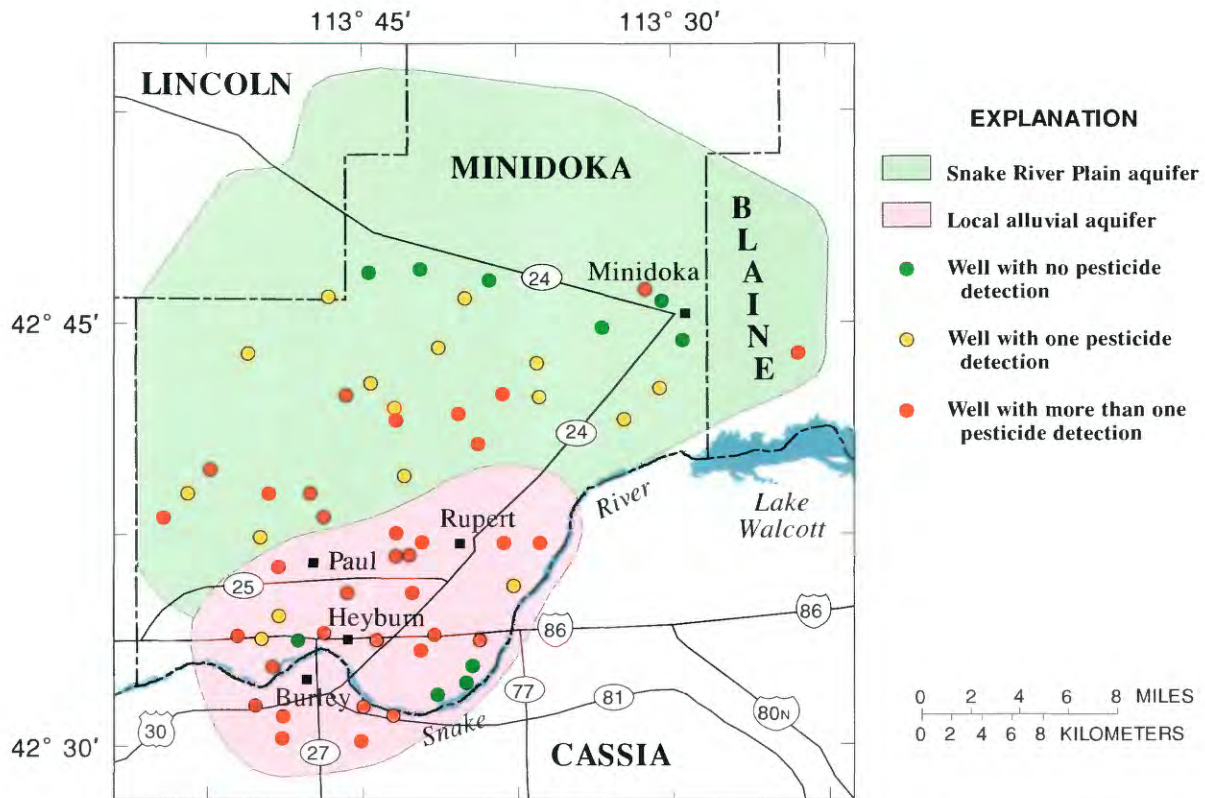 113° 45′ 113° 30′
LINCOLN
MINIDOKA
BLAINE
24
Minidoka
42° 45′
24
River
Lake
Walcott
Rupert
Paul
25
Heyburn
86
86
Burley
77
81
80N
30
Snake
27
CASSIA
42° 30′
EXPLANATION
Snake River Plain aquifer
Local alluvial aquifer
Well with no pesticide
detection
Well with one pesticide
detection
Well with more than one
pesticide detection
0 2 4 6 8 MILES
0 2 4 6 8 KILOMETERS